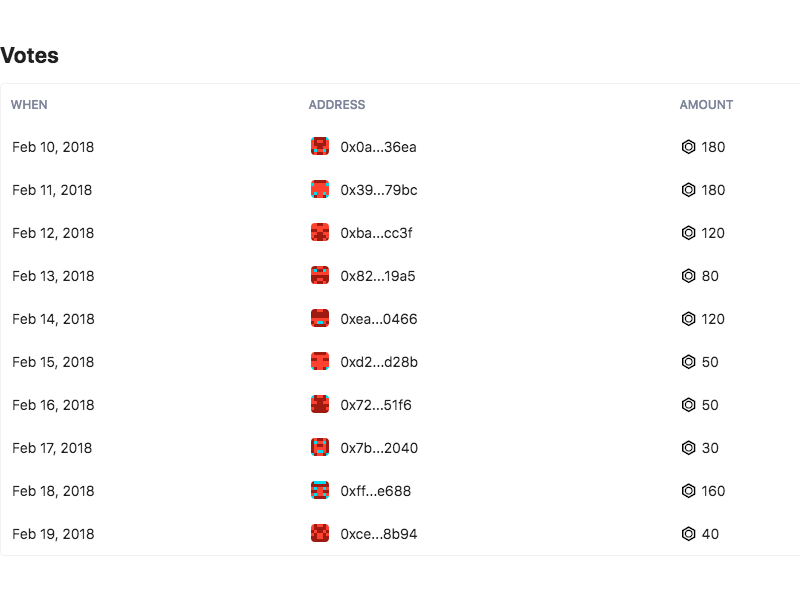 Votes
WHEN ADDRESS AMOUNT
Feb 10, 2018 0x0a...36ea 180
Feb 11, 2018 0x39...79bc 180
Feb 12, 2018 0xba...cc3f 120
Feb 13, 2018 0x82...19a5 80
Feb 14, 2018 0xea...0466 120
Feb 15, 2018 0xd2...d28b 50
Feb 16, 2018 0x72...51f6 50
Feb 17, 2018 0x7b...2040 30
Feb 18, 2018 0xff...e688 160
Feb 19, 2018 0xce...8b94 40